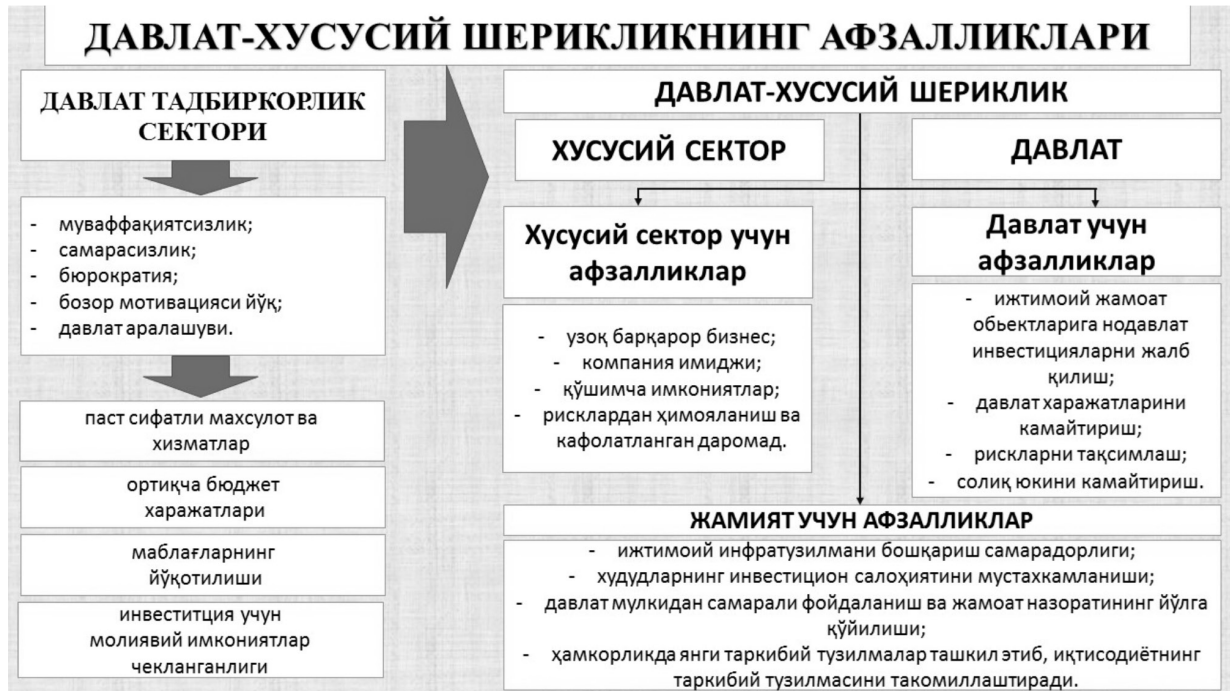 ДАВЛАТ-ХУСУСИЙ ШЕРИКЛИКНИНГ АФЗАЛЛИКЛАРИ
ДАВЛАТ ТАДБИРКОРЛИК
СЕКТОРИ
- муваффақиятсизлик;
- самарасизлик;
- бюрократия;
- бозор мотивацияси йўқ;
- давлат аралашуви.
паст сифатли махсулот ва
хизматлар
ортиқча бюджет
харажатлари
маблағларнинг
йўқотилиши
инвеститция учун
молиявий имкониятлар
чекланганлиги
ДАВЛАТ-ХУСУСИЙ ШЕРИКЛИК
ХУСУСИЙ СЕКТОР
Хусусий сектор учун
афзалликлар
- узоқ барқарор бизнес;
- компания имиджи;
- қўшимча имкониятлар;
- рисклардан ҳимояланиш ва
кафолатланган даромад.
ДАВЛАТ
Давлат учун
афзалликлар
- ижтимоий жамоат
обьектларига нодавлат
инвестицияларни жалб
қилиш;
- давлат харажатларини
камайтириш;
- рискларни тақсимлаш;
- солиқ юкини камайтириш.
ЖАМИЯТ УЧУН АФЗАЛЛИКЛАР
- ижтимоий инфратузилмани бошқариш самарадорлиги;
- худудларнинг инвестицион салоҳиятини мустахкамланиши;
- давлат мулкидан самарали фойдаланиш ва жамоат назоратининг йўлга
қўйилиши;
- ҳамкорликда янги таркибий тузилмалар ташкил этиб, иқтисодиётнинг
таркибий тузилмасини такомиллаштиради.